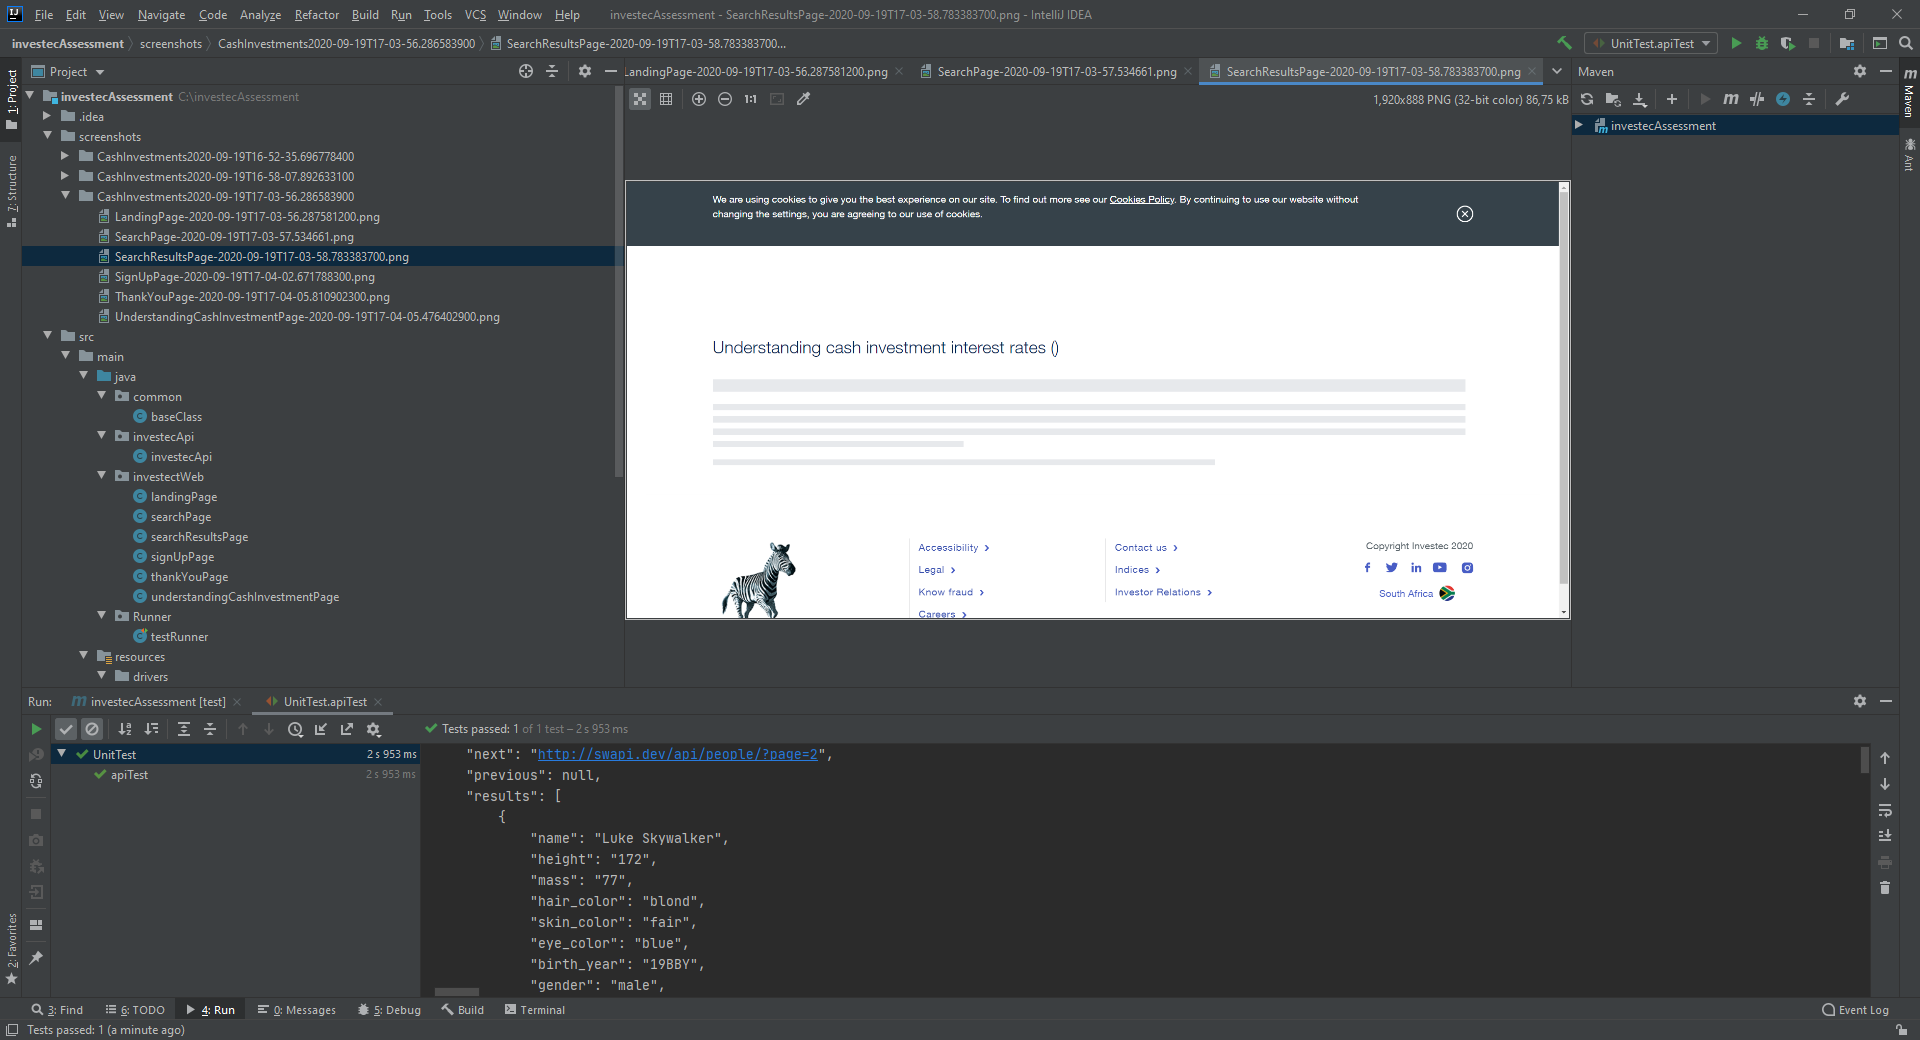 File Edit View Navigate Code Analyze Refactor Build Run Tools VCS Window Help investecAssessment - SearchResultsPage-2020-09-19T17-03-58.783383700.png - IntelliJ IDEA
investecAssessment screenshots CashInvestments2020-09-19T17-03-56.286583900 SearchResultsPage-2020-09-19T17-03-58.783383700... UnitTest.apiTest
1: Project
7: Structure
2: Favorites
Project
investecAssessment C:\investecAssessment
.idea
screenshots
CashInvestments2020-09-19T16-52-35.696778400
CashInvestments2020-09-19T16-58-07.892633100
CashInvestments2020-09-19T17-03-56.286583900
LandingPage-2020-09-19T17-03-56.287581200.png
SearchPage-2020-09-19T17-03-57.534661.png
SearchResultsPage-2020-09-19T17-03-58.783383700.png
SignUpPage-2020-09-19T17-04-02.671788300.png
ThankYouPage-2020-09-19T17-04-05.810902300.png
UnderstandingCashInvestmentPage-2020-09-19T17-04-05.476402900.png
src
main
java
common
baseClass
investecApi
investecApi
investectWeb
landingPage
searchPage
searchResultsPage
signUpPage
thankYouPage
understandingCashInvestmentPage
Runner
testRunner
resources
drivers
LandingPage-2020-09-19T17-03-56.287581200.png SearchPage-2020-09-19T17-03-57.534661.png SearchResultsPage-2020-09-19T17-03-58.783383700.png
1:1 1,920x888 PNG (32-bit color) 86,75 kB
We are using cookies to give you the best experience on our site. To find out more see our Cookies Policy. By continuing to use our website without
changing the settings, you are agreeing to our use of cookies.
Understanding cash investment interest rates ()
Accessibility
Legal
Know fraud
Careers
Contact us
Indices
Investor Relations
Copyright Investec 2020
South Africa
Maven
investecAssessment
Maven
Ant
Run: investecAssessment [test] UnitTest.apiTest
Tests passed: 1 of 1 test – 2 s 953 ms
UnitTest 2 s 953 ms
apiTest 2 s 953 ms
"next": "http://swapi.dev/api/people/?page=2",
"previous": null,
"results": [
{
"name": "Luke Skywalker",
"height": "172",
"mass": "77",
"hair_color": "blond",
"skin_color": "fair",
"eye_color": "blue",
"birth_year": "19BBY",
"gender": "male",
3: Find 6: TODO 4: Run 0: Messages 5: Debug Build Terminal Event Log
Tests passed: 1 (a minute ago)